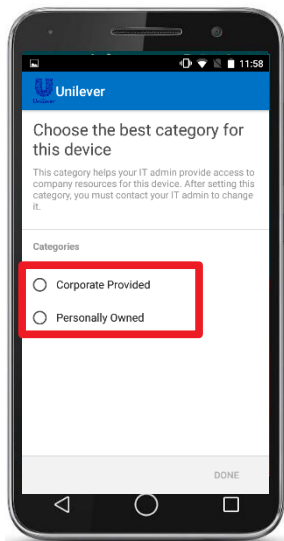 11:58
Unilever
Unilever
Choose the best category for
this device
This category helps your IT admin provide access to
company resources for this device. After setting this
category, you must contact your IT admin to change
it.
Categories
Corporate Provided
Personally Owned
DONE